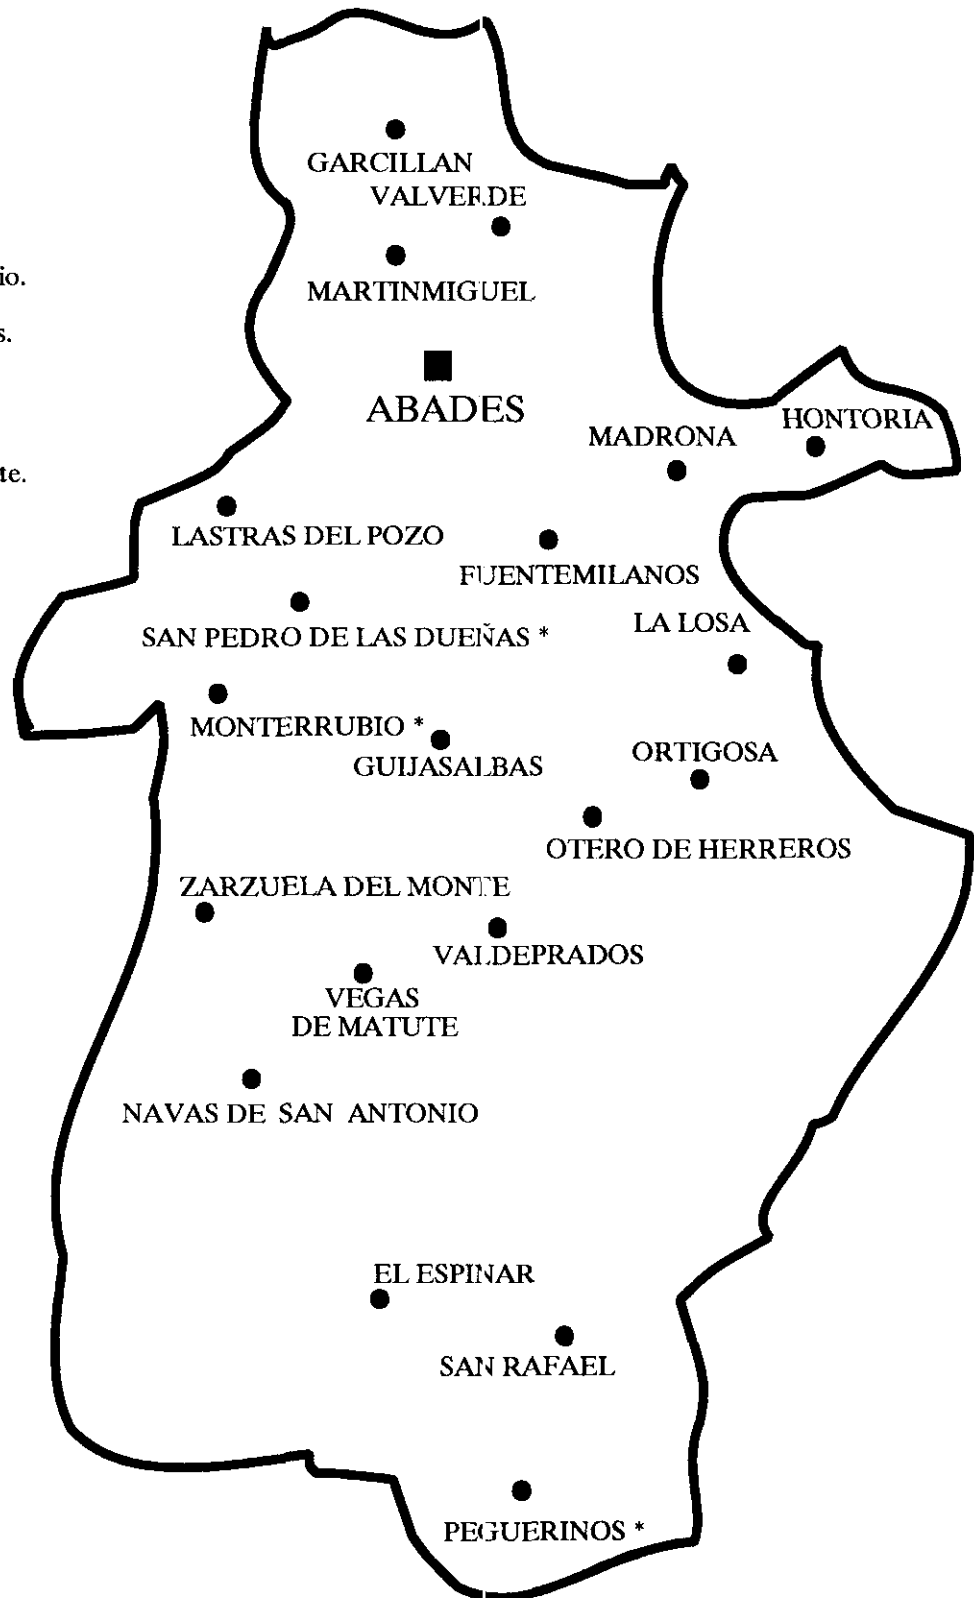 GARCILLAN
VALVERDE
MARTINMIGUEL
io.
s.
ABADES
HONTORIA
MADRONA
te.
LASTRAS DEL POZO
FUENTEMILANOS
LA LOSA
SAN PEDRO DE LAS DUEÑAS *
MONTERRUBIO *
ORTIGOSA
GUIJASALBAS
OTERO DE HERREROS
ZARZUELA DEL MONTE
VALDEPRADOS
VEGAS
DE MATUTE
NAVAS DE SAN ANTONIO
EL ESPINAR
SAN RAFAEL
PEGUERINOS *